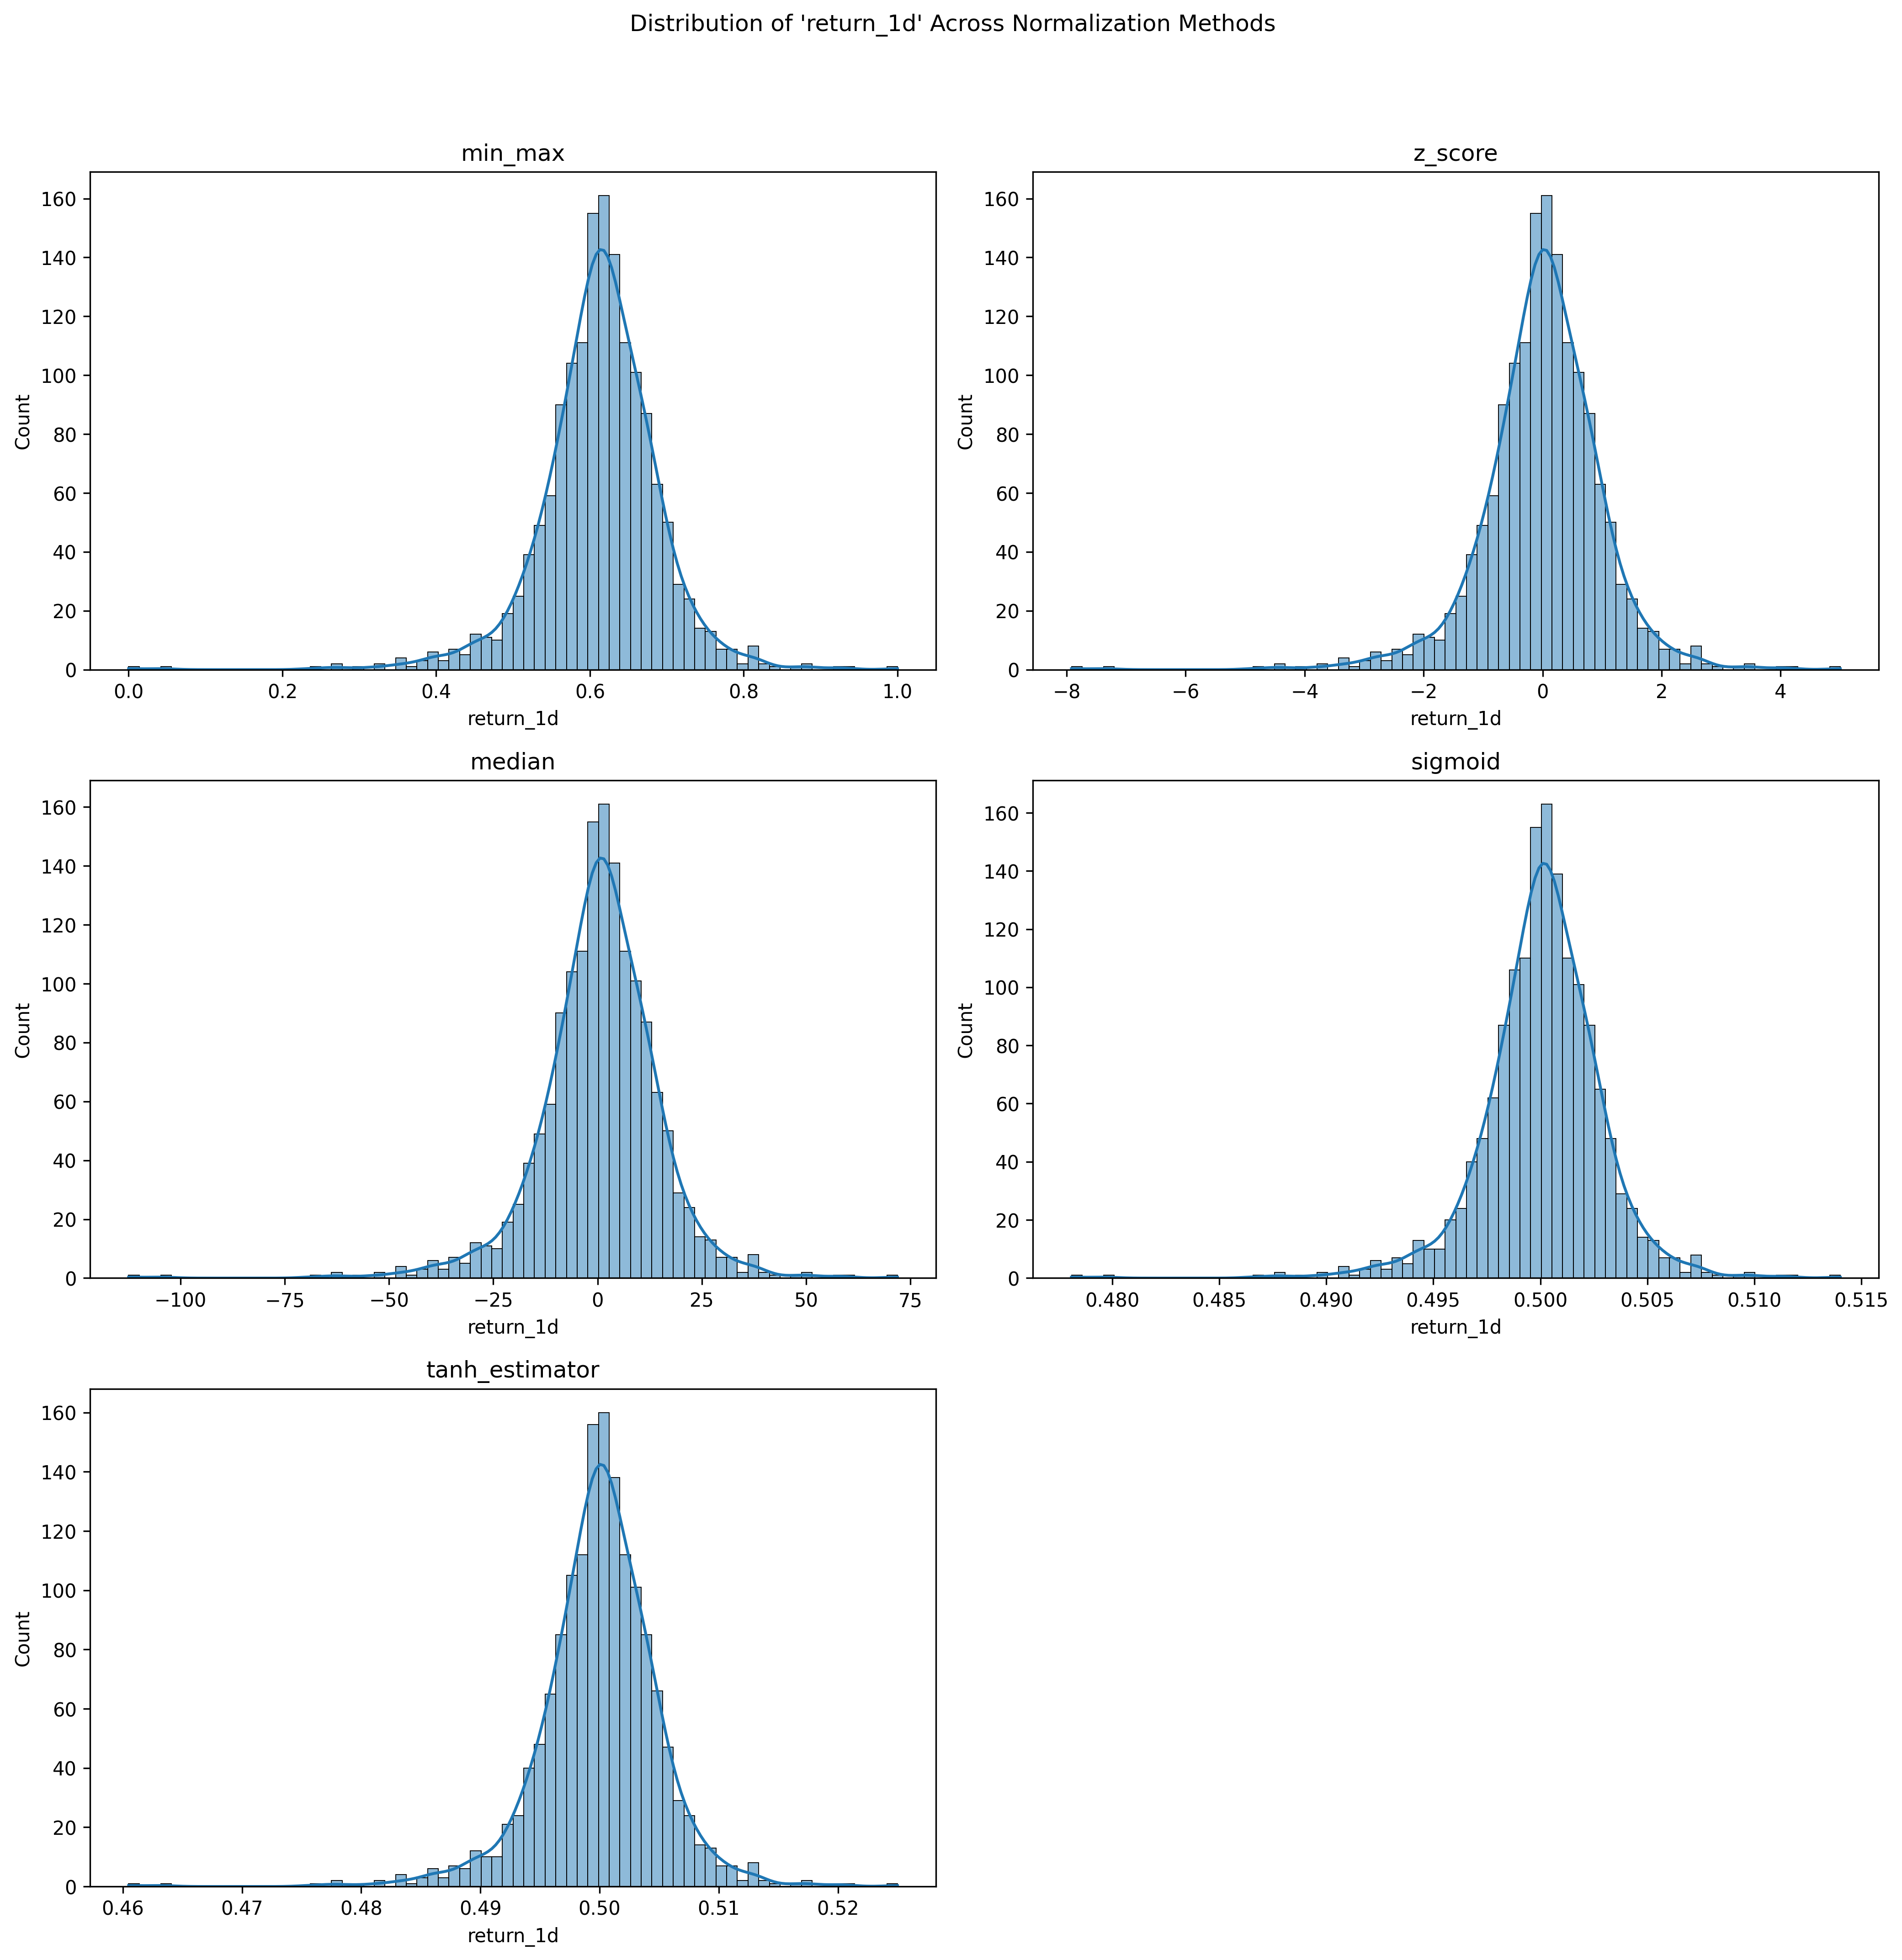 Distribution of 'return_1d' Across Normalization Methods
min_max
160
140
120
100
80
60
40
20
0
Count
0.0 0.2 0.4 0.6 0.8 1.0
return_1d
z_score
160
140
120
100
80
60
40
20
0
Count
−8 −6 −4 −2 0 2 4
return_1d
median
160
140
120
100
80
60
40
20
0
Count
−100 −75 −50 −25 0 25 50 75
return_1d
sigmoid
160
140
120
100
80
60
40
20
0
Count
0.480 0.485 0.490 0.495 0.500 0.505 0.510 0.515
return_1d
tanh_estimator
160
140
120
100
80
60
40
20
0
Count
0.46 0.47 0.48 0.49 0.50 0.51 0.52
return_1d